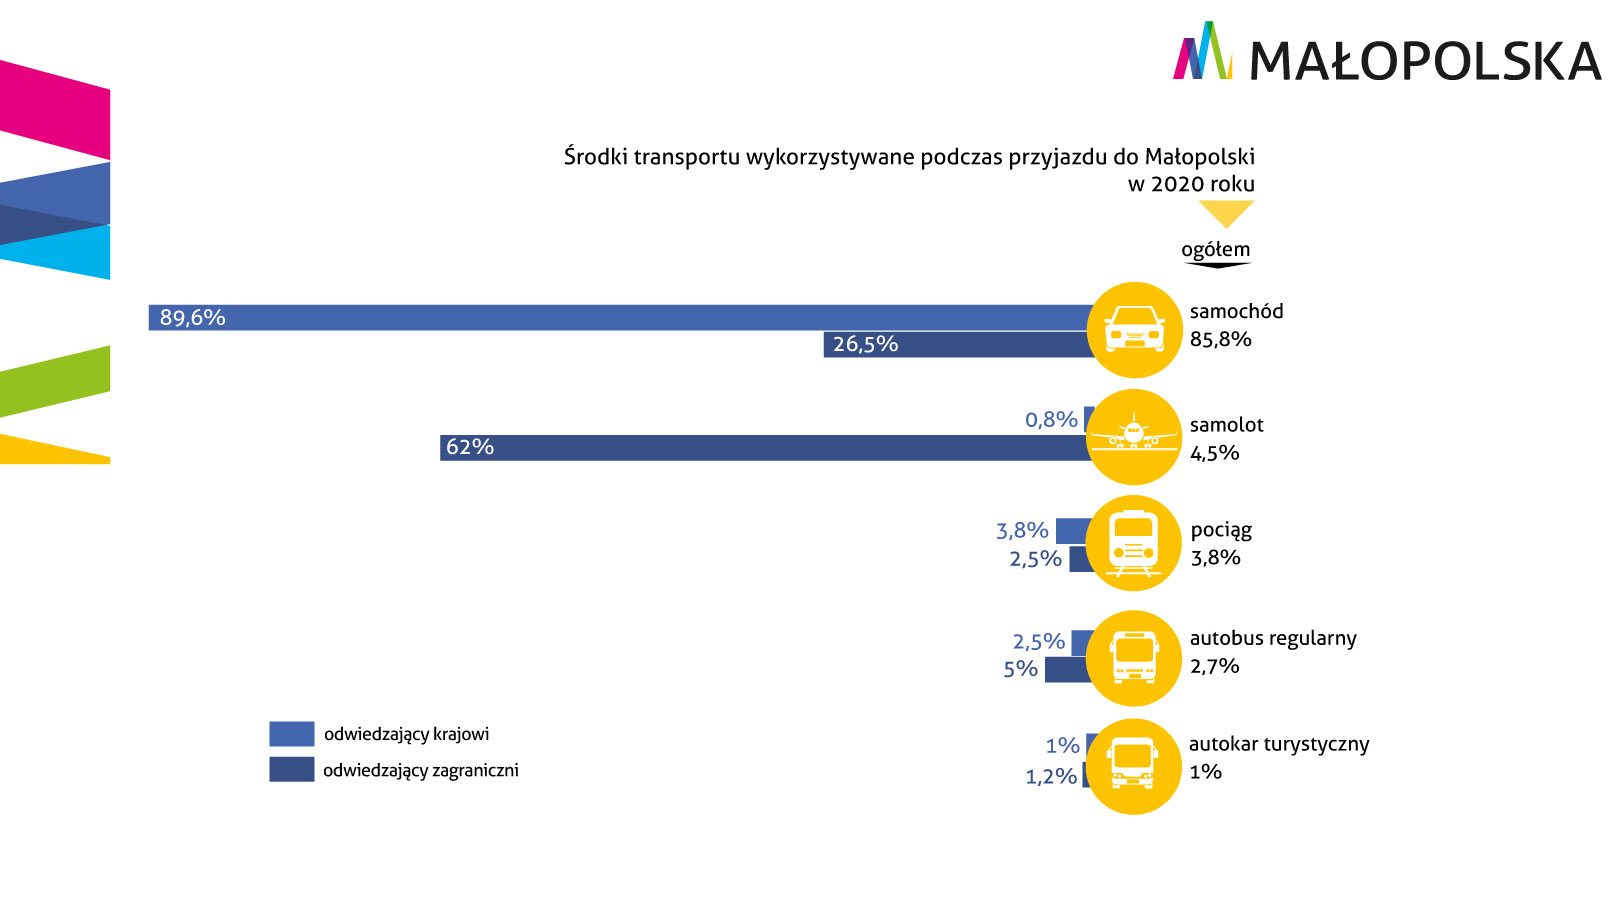 MAŁOPOLSKA
Środki transportu wykorzystywane podczas przyjazdu do Małopolski
w 2020 roku
ogółem
89,6%
26,5%
samochód
85,8%
0,8%
62%
samolot
4,5%
3,8%
2,5%
pociąg
3,8%
2,5%
5%
autobus regularny
2,7%
1%
1,2%
autokar turystyczny
1%
odwiedzający krajowi
odwiedzający zagraniczni